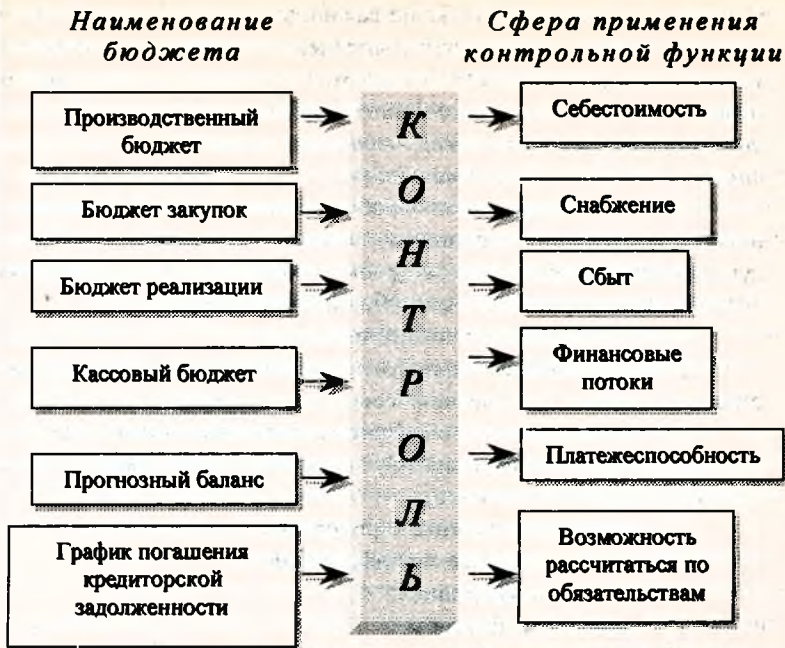 Наименование
бюджета
Сфера применения
контрольной функции
Производственный
бюджет
Бюджет закупок
Бюджет реализации
Кассовый бюджет
Прогнозный баланс
График погашения
кредиторской
задолженности
К
О
Н
Т
Р
О
Л
Ь
Себестоимость
Снабжение
Сбыт
Финансовые
потоки
Платежеспособность
Возможность
рассчитаться по
обязательствам